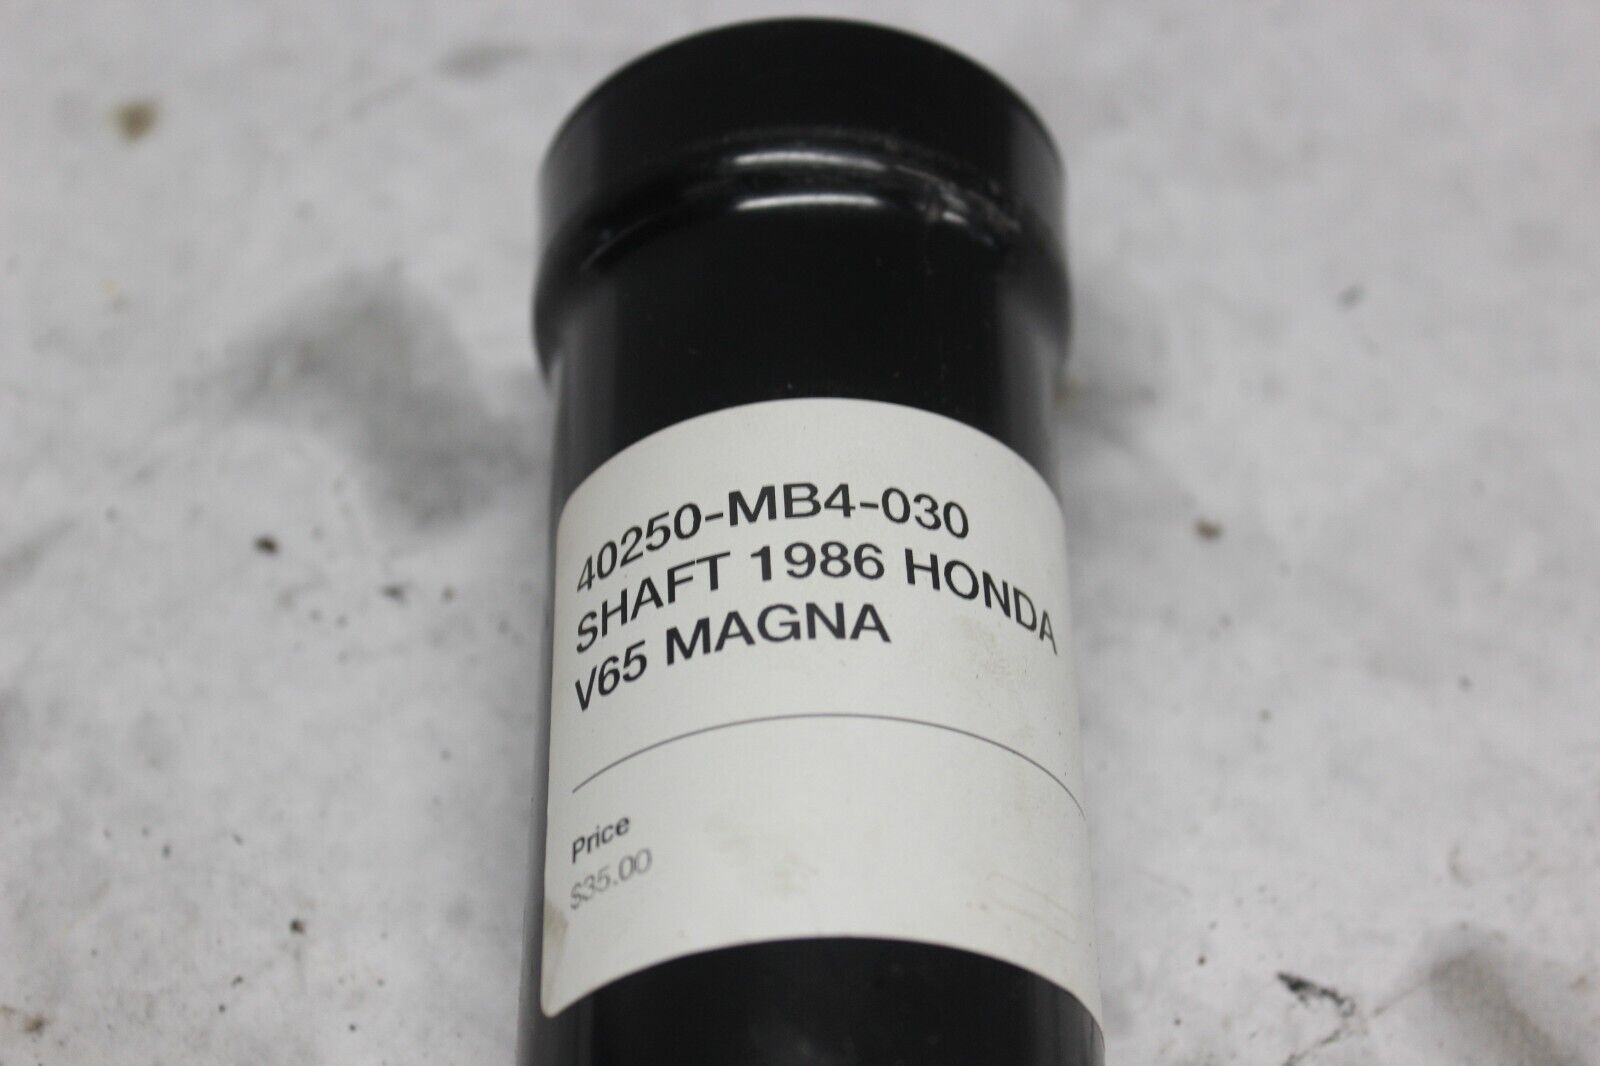 40250-MB4-030
SHAFT 1986 HONDA
V65 MAGNA
Price
$35.00